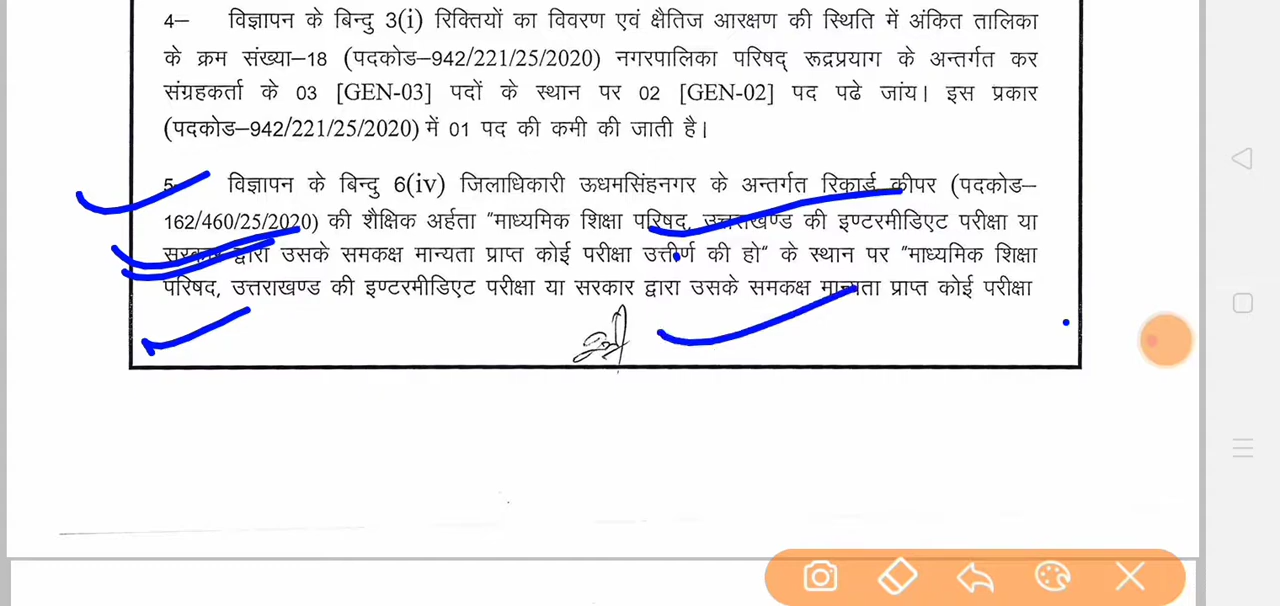 4– विज्ञापन के बिन्दु 3(i) रिक्तियों का विवरण एवं क्षैतिज आरक्षण की स्थिति में अंकित तालिका
के क्रम संख्या–18 (पदकोड–942/221/25/2020) नगरपालिका परिषद् रूद्रप्रयाग के अन्तर्गत कर
संग्रहकर्ता के 03 [GEN-03] पदों के स्थान पर 02 [GEN-02] पद पढे जांय। इस प्रकार
(पदकोड–942/221/25/2020) में 01 पद की कमी की जाती है।
5– विज्ञापन के बिन्दु 6(iv) जिलाधिकारी ऊधमसिंहनगर के अन्तर्गत रिकार्ड कीपर (पदकोड–
162/460/25/2020) की शैक्षिक अर्हता "माध्यमिक शिक्षा परिषद, उत्तराखण्ड की इण्टरमीडिएट परीक्षा या
सरकार द्वारा उसके समकक्ष मान्यता प्राप्त कोई परीक्षा उत्तीर्ण की हो" के स्थान पर "माध्यमिक शिक्षा
परिषद, उत्तराखण्ड की इण्टरमीडिएट परीक्षा या सरकार द्वारा उसके समकक्ष मान्यता प्राप्त कोई परीक्षा